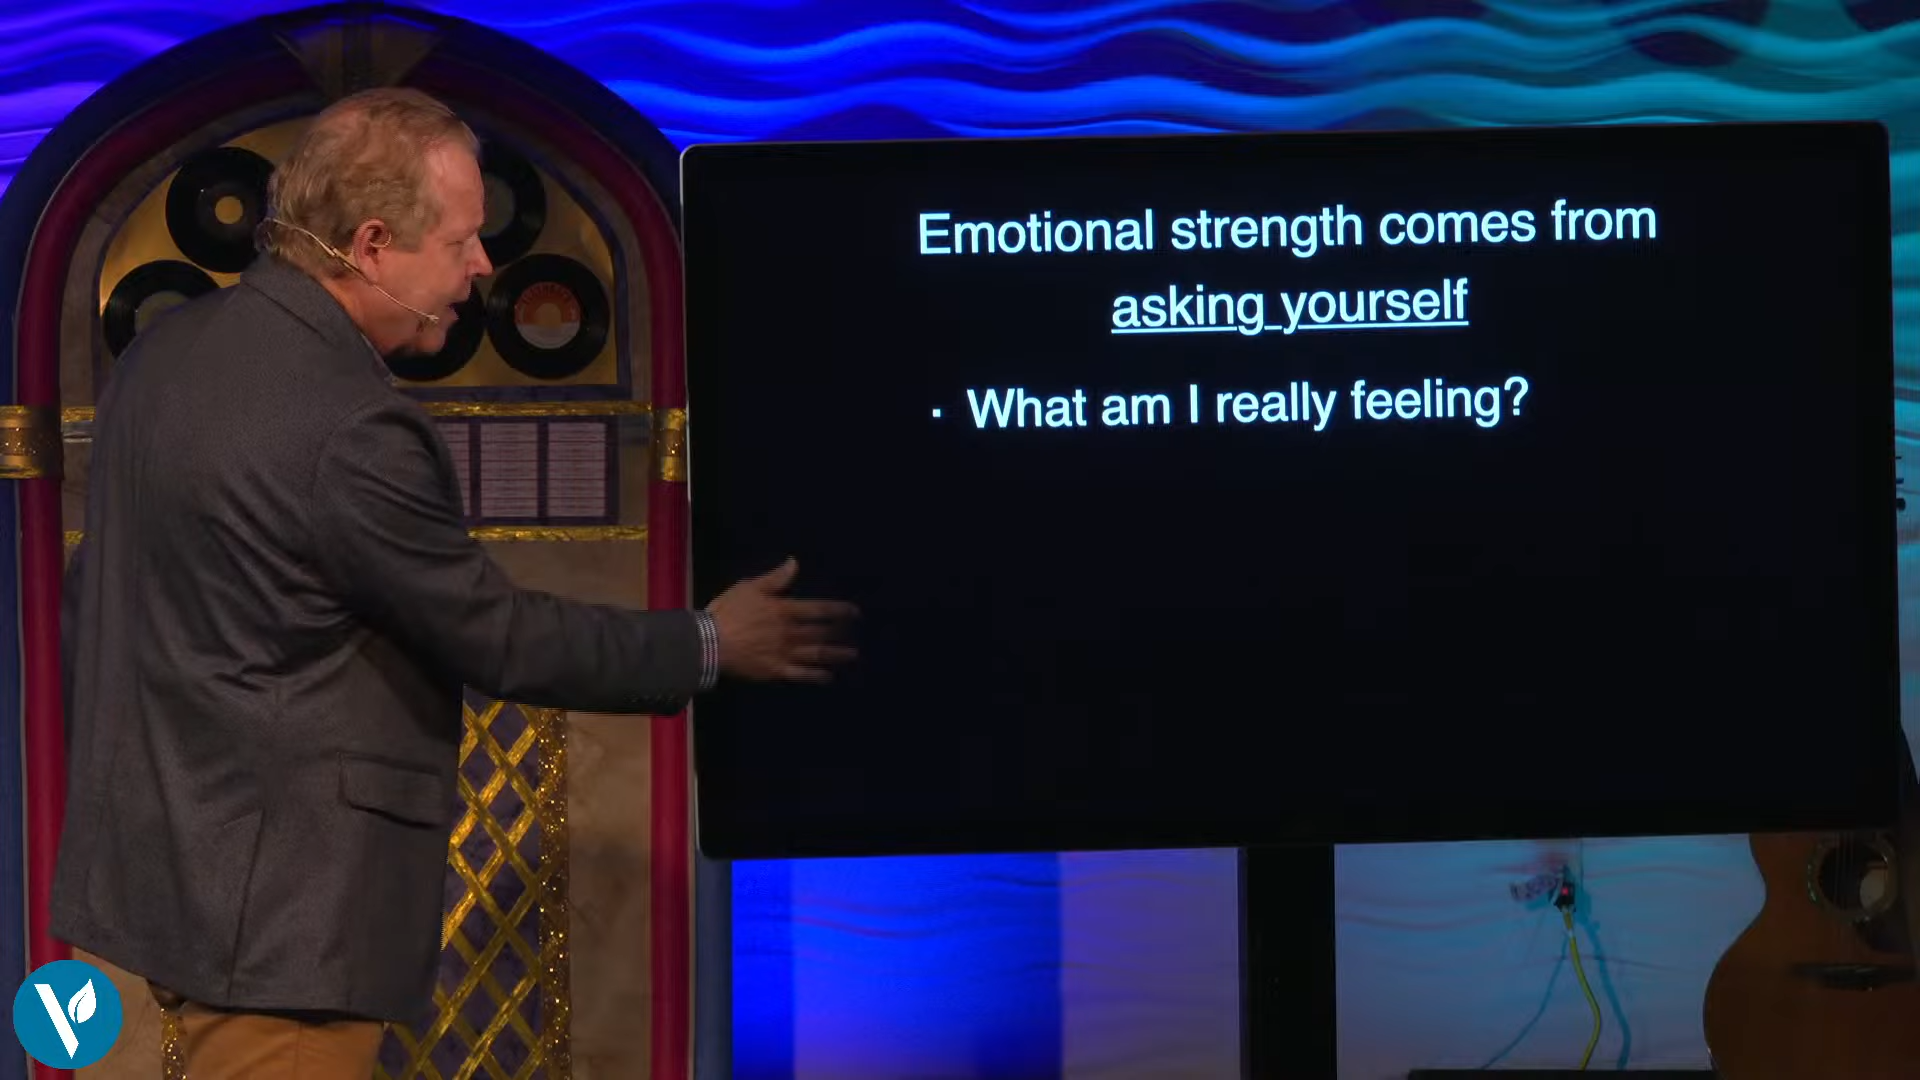 Emotional strength comes from
asking yourself
· What am I really feeling?